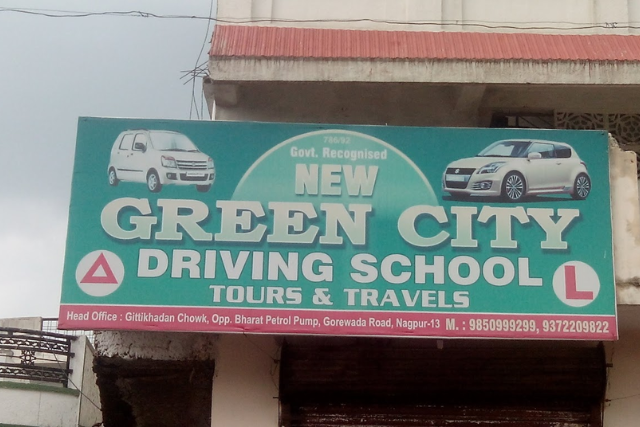 786/92
Govt. Recognised
NEW
GREEN CITY
DRIVING SCHOOL
L
TOURS & TRAVELS
Head Office : Gittikhadan Chowk, Opp. Bharat Petrol Pump, Gorewada Road, Nagpur-13 M. : 9850999299, 9372209822